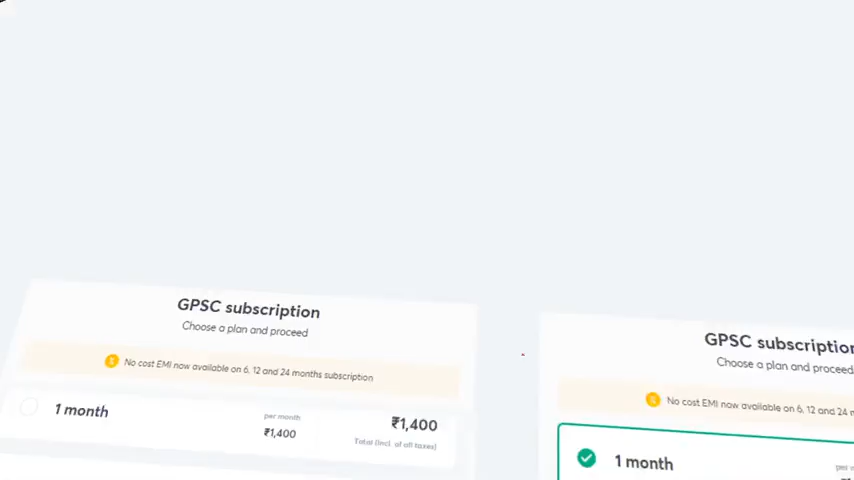 GPSC subscription
Choose a plan and proceed
No cost EMI now available on 6, 12 and 24 months subscription
1 month
per month
₹1,400
₹1,400
Total (Incl. of all taxes)
GPSC subscription
Choose a plan and proceed
No cost EMI now available on 6, 12 and 24
1 month